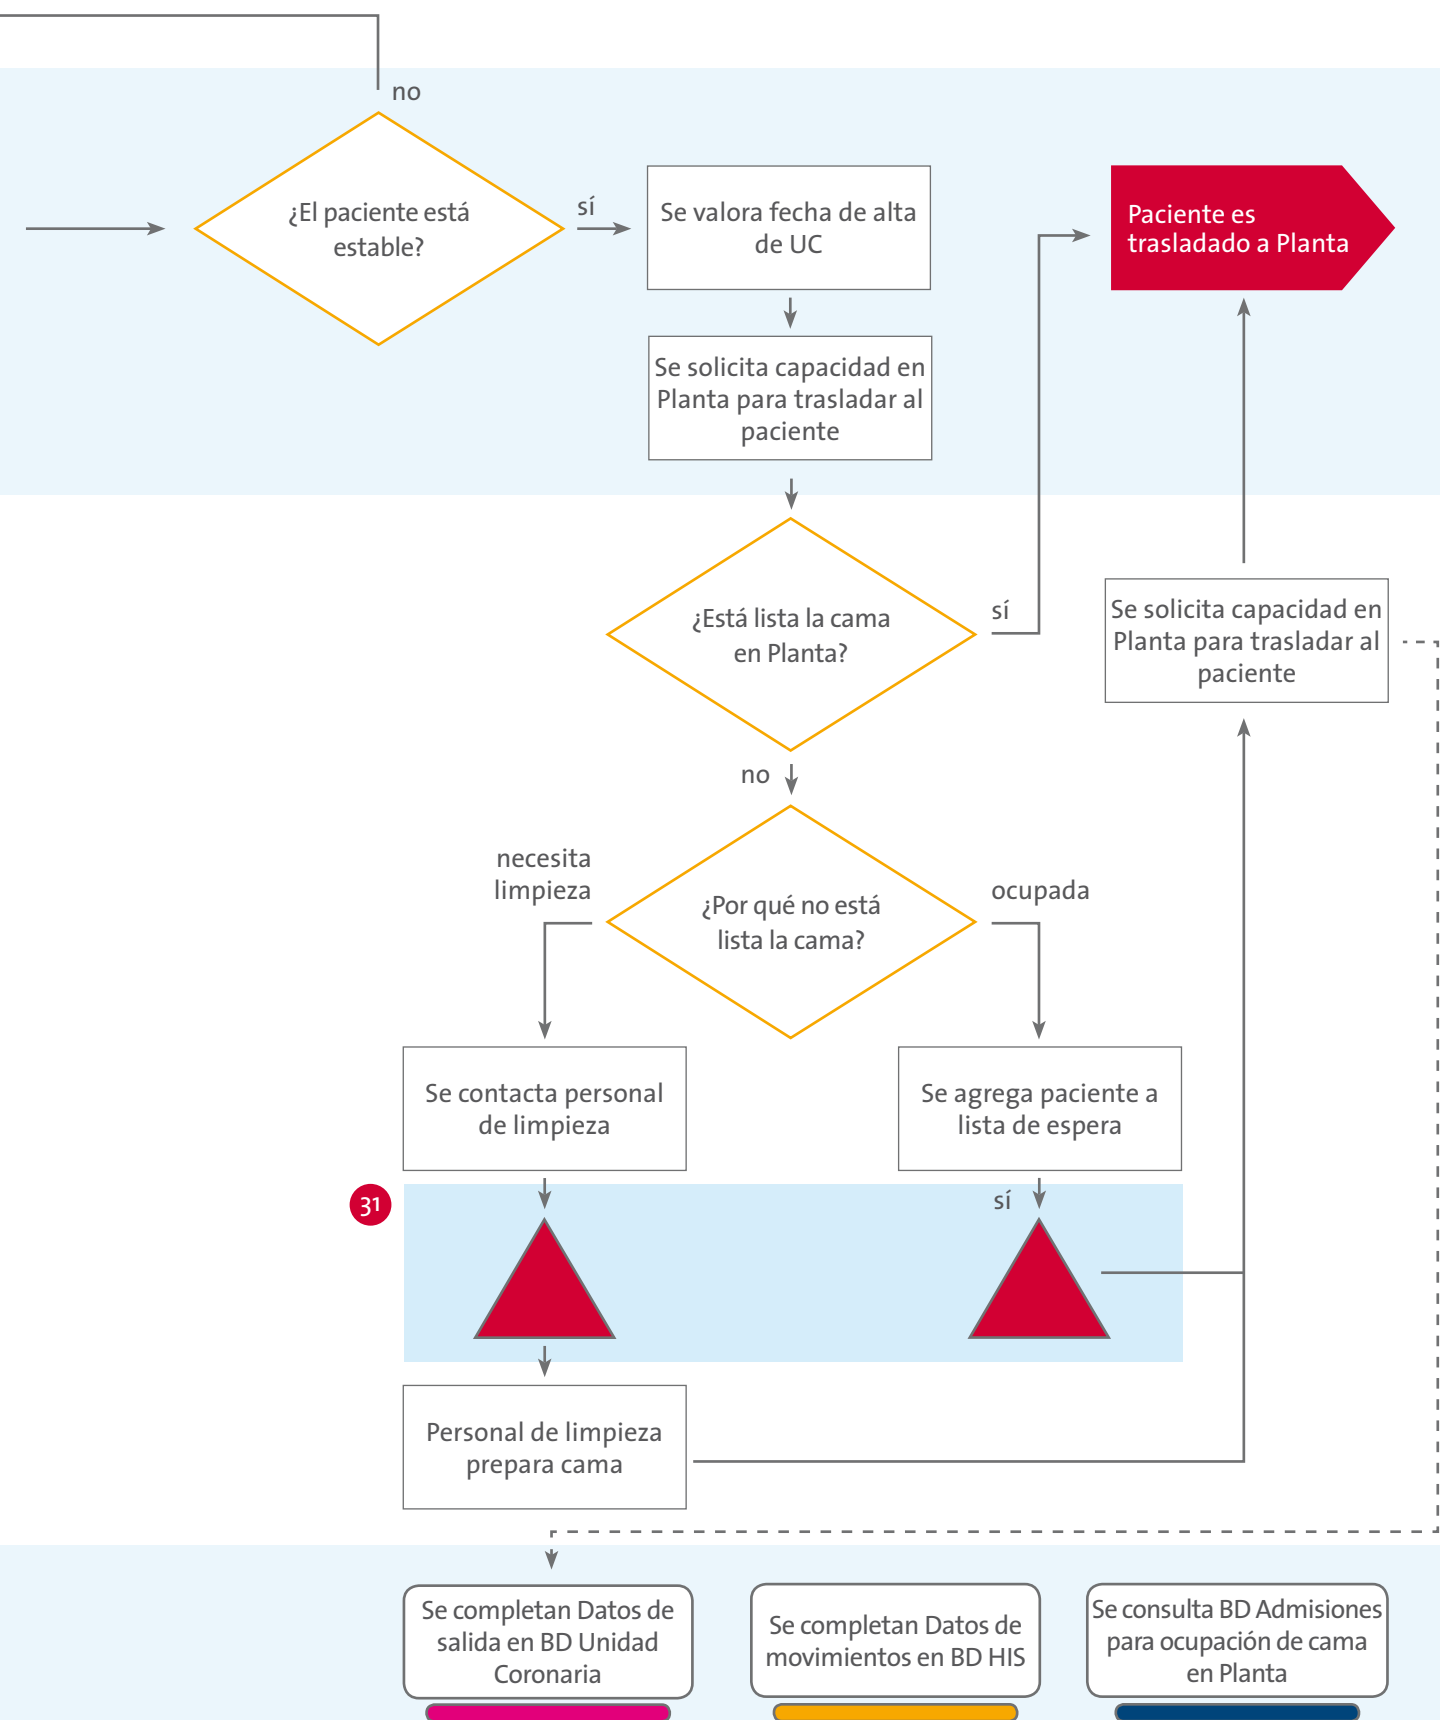 no
¿El paciente está
estable?
sí
Se valora fecha de alta
de UC
Paciente es
trasladado a Planta
Se solicita capacidad en
Planta para trasladar al
paciente
¿Está lista la cama
en Planta?
sí
Se solicita capacidad en
Planta para trasladar al
paciente
no
necesita
limpieza
¿Por qué no está
lista la cama?
ocupada
Se contacta personal
de limpieza
Se agrega paciente a
lista de espera
31
sí
Personal de limpieza
prepara cama
Se completan Datos de
salida en BD Unidad
Coronaria
Se completan Datos de
movimientos en BD HIS
Se consulta BD Admisiones
para ocupación de cama
en Planta